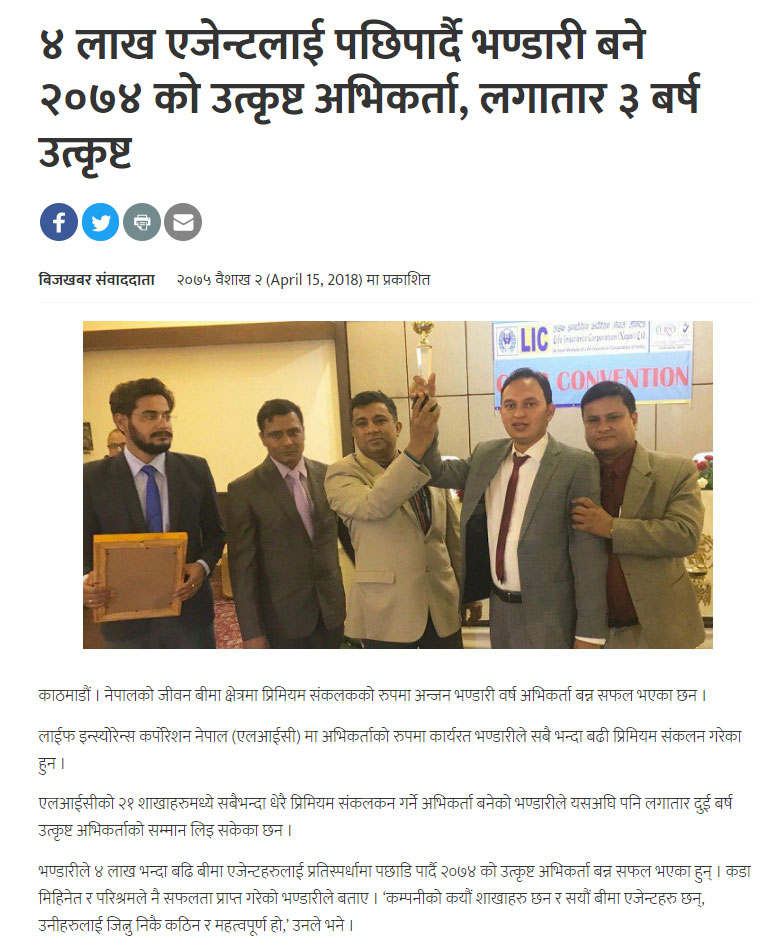 ४ लाख एजेन्टलाई पछिपार्दै भण्डारी बने
२०७४ को उत्कृष्ट अभिकर्ता, लगातार ३ बर्ष
उत्कृष्ट
बिजखबर संवाददाता २०७५ वैशाख २ (April 15, 2018) मा प्रकाशित
LIC
Life Insurance Corporation (Nepal) Ltd.
CONVENTION
काठमाडौं । नेपालको जीवन बीमा क्षेत्रमा प्रिमियम संकलकको रुपमा अन्जन भण्डारी वर्ष अभिकर्ता बन्न सफल भएका छन ।
लाईफ इन्स्योरेन्स कर्पोरेशन नेपाल (एलआईसी) मा अभिकर्ताको रुपमा कार्यरत भण्डारीले सबै भन्दा बढी प्रिमियम संकलन गरेका
हुन ।
एलआईसीको २१ शाखाहरुमध्ये सबैभन्दा धेरै प्रिमियम संकलकन गर्ने अभिकर्ता बनेको भण्डारीले यसअघि पनि लगातार दुई बर्ष
उत्कृष्ट अभिकर्ताको सम्मान लिइ सकेका छन ।
भण्डारीले ४ लाख भन्दा बढि बीमा एजेन्टहरुलाई प्रतिस्पर्धामा पछाडि पार्दै २०७४ को उत्कृष्ट अभिकर्ता बन्न सफल भएका हुन् । कडा
मिहिनेत र परिश्रमले नै सफलता प्राप्त गरेको भण्डारीले बताए । ‘कम्पनीको कयौं शाखाहरु छन र सयौं बीमा एजेन्टहरु छन्,
उनीहरुलाई जित्नु निकै कठिन र महत्वपूर्ण हो,’ उनले भने ।